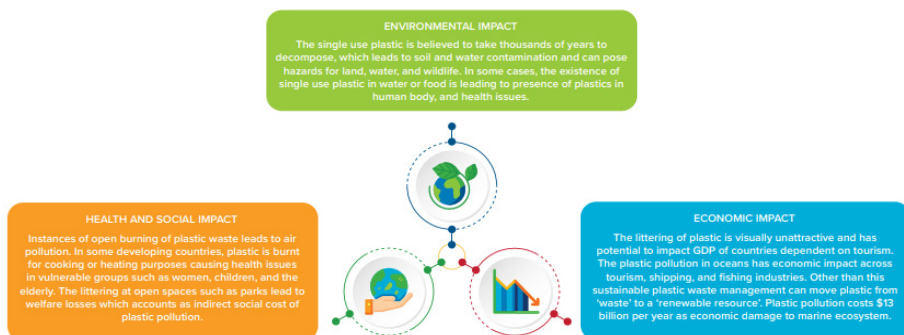 ENVIRONMENTAL IMPACT
The single use plastic is believed to take thousands of years to
decompose, which leads to soil and water contamination and can pose
hazards for land, water, and wildlife. In some cases, the existence of
single use plastic in water or food is leading to presence of plastics in
human body, and health issues.
HEALTH AND SOCIAL IMPACT
Instances of open burning of plastic waste leads to air
pollution. In some developing countries, plastic is burnt
for cooking or heating purposes causing health issues
in vulnerable groups such as women, children, and the
elderly. The littering at open spaces such as parks lead to
welfare losses which accounts as indirect social cost of
plastic pollution.
ECONOMIC IMPACT
The littering of plastic is visually unattractive and has
potential to impact GDP of countries dependent on tourism.
The plastic pollution in oceans has economic impact across
tourism, shipping, and fishing industries. Other than this
sustainable plastic waste management can move plastic from
‘waste’ to a ‘renewable resource’. Plastic pollution costs $13
billion per year as economic damage to marine ecosystem.